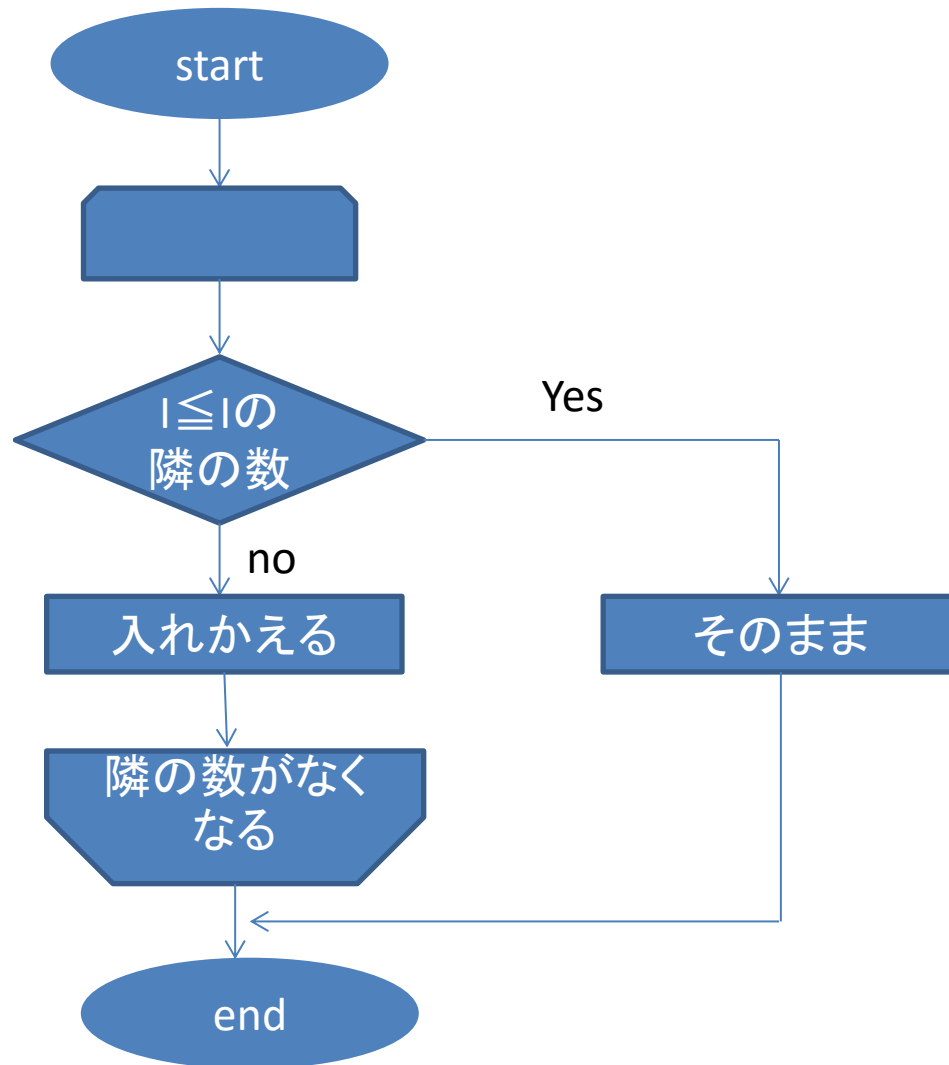 start
I≦Iの
隣の数
Yes
no
入れかえる
そのまま
隣の数がなく
なる
end